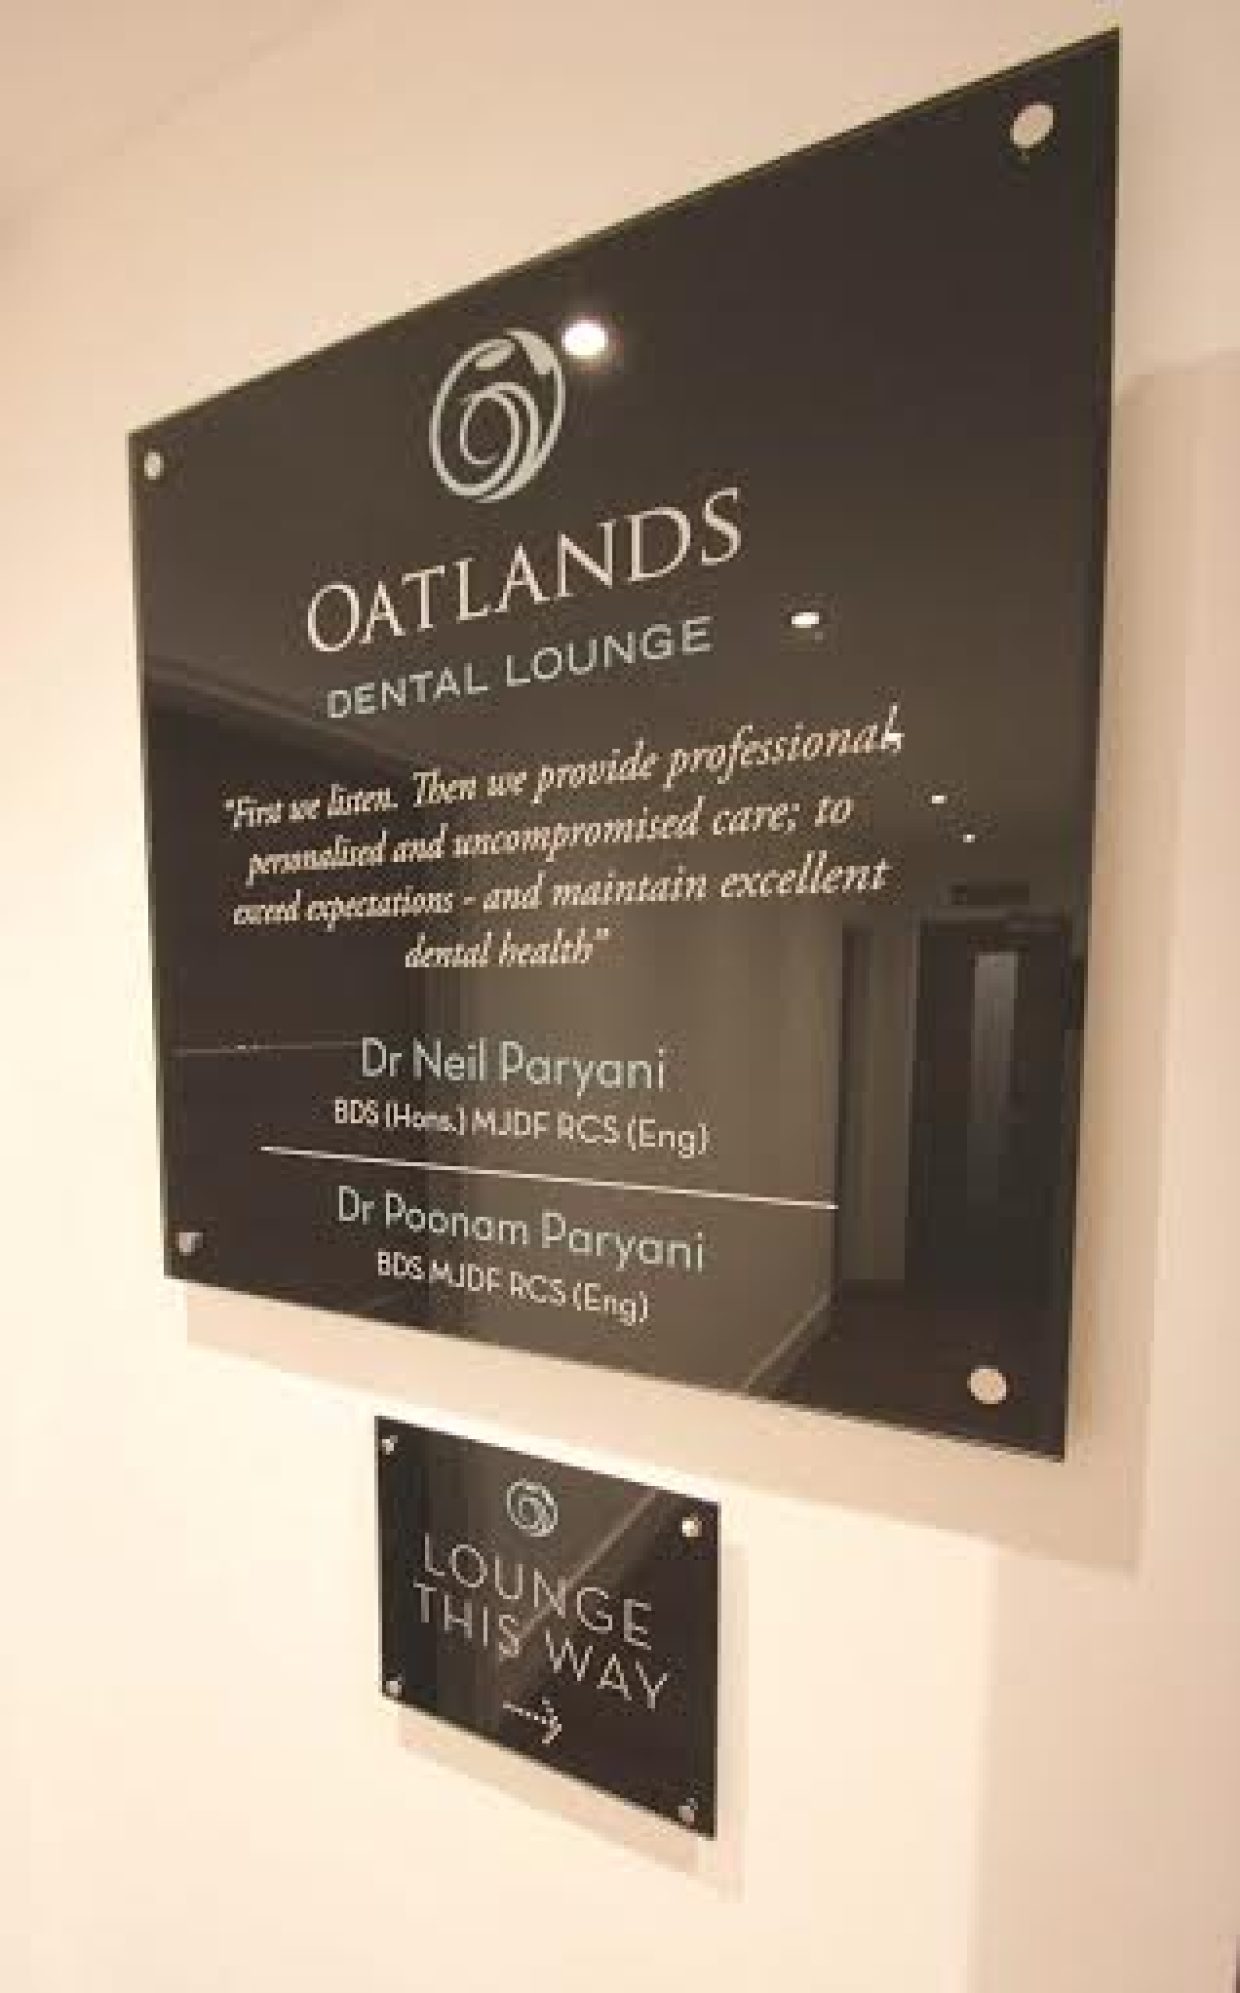 OATLANDS
DENTAL LOUNGE
"First we listen. Then we provide professional,
personalised and uncompromised care; to
exceed expectations - and maintain excellent
dental health"
Dr Neil Paryani
BDS (Hons.) MJDF RCS (Eng)
Dr Poonam Paryani
BDS MJDF RCS (Eng)
LOUNGE
THIS WAY